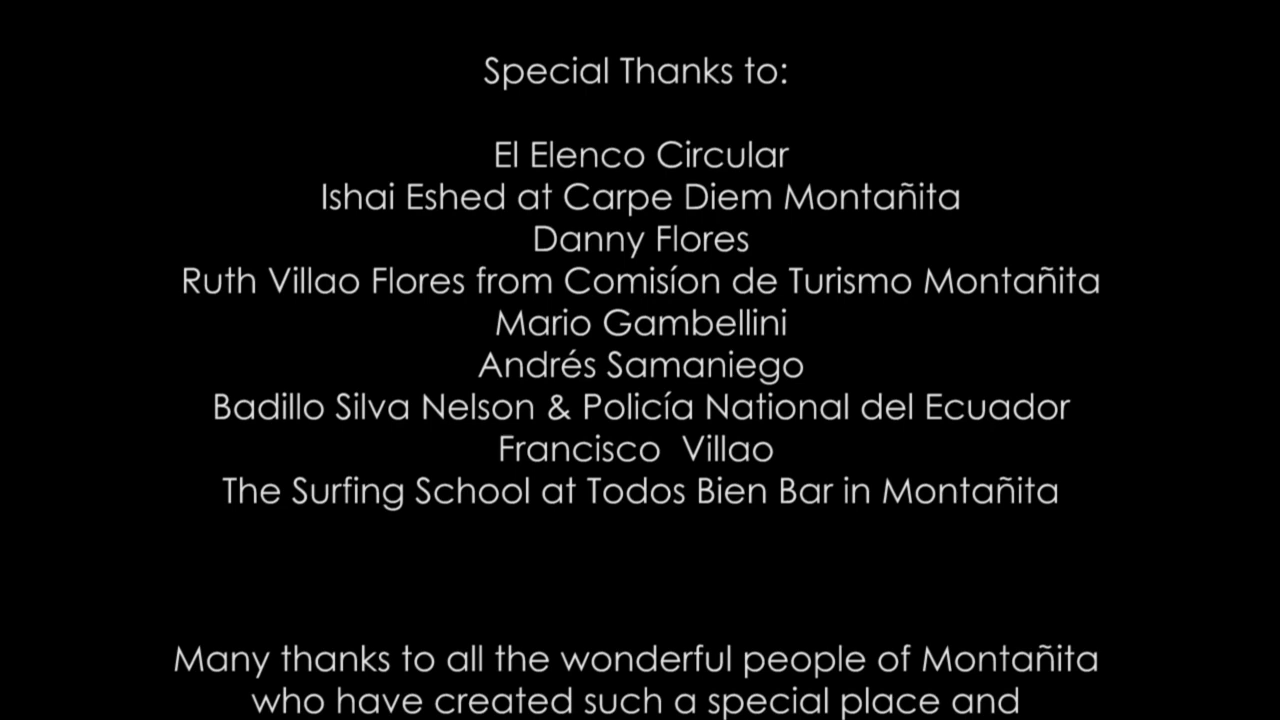 Special Thanks to:
El Elenco Circular
Ishai Eshed at Carpe Diem Montañita
Danny Flores
Ruth Villao Flores from Comisíon de Turismo Montañita
Mario Gambellini
Andrés Samaniego
Badillo Silva Nelson & Policía National del Ecuador
Francisco  Villao
The Surfing School at Todos Bien Bar in Montañita
Many thanks to all the wonderful people of Montañita
who have created such a special place and